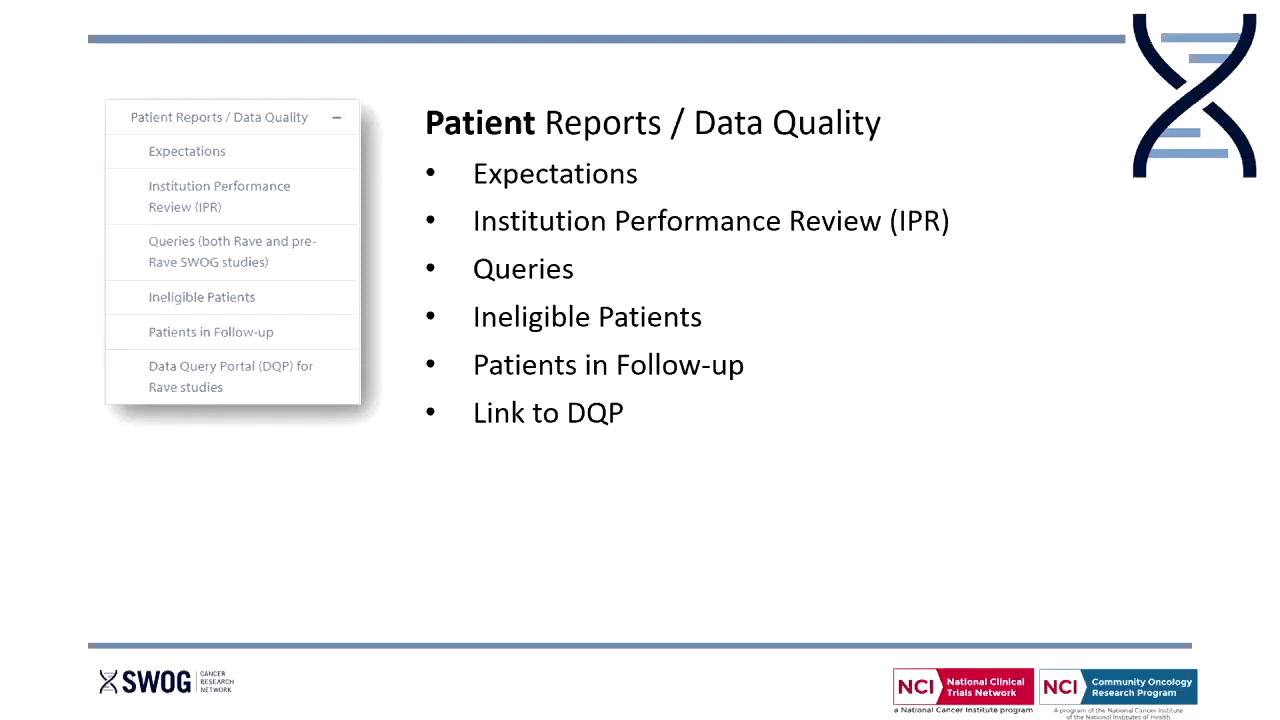 Patient Reports / Data Quality −
Expectations
Institution Performance
Review (IPR)
Queries (both Rave and pre-
Rave SWOG studies)
Ineligible Patients
Patients in Follow-up
Data Query Portal (DQP) for
Rave studies
Patient Reports / Data Quality
• Expectations
• Institution Performance Review (IPR)
• Queries
• Ineligible Patients
• Patients in Follow-up
• Link to DQP
SWOG
CANCER
RESEARCH
NETWORK
NCI
National Clinical
Trials Network
a National Cancer Institute program
NCI
Community Oncology
Research Program
A program of the National Cancer Institute
of the National Institutes of Health